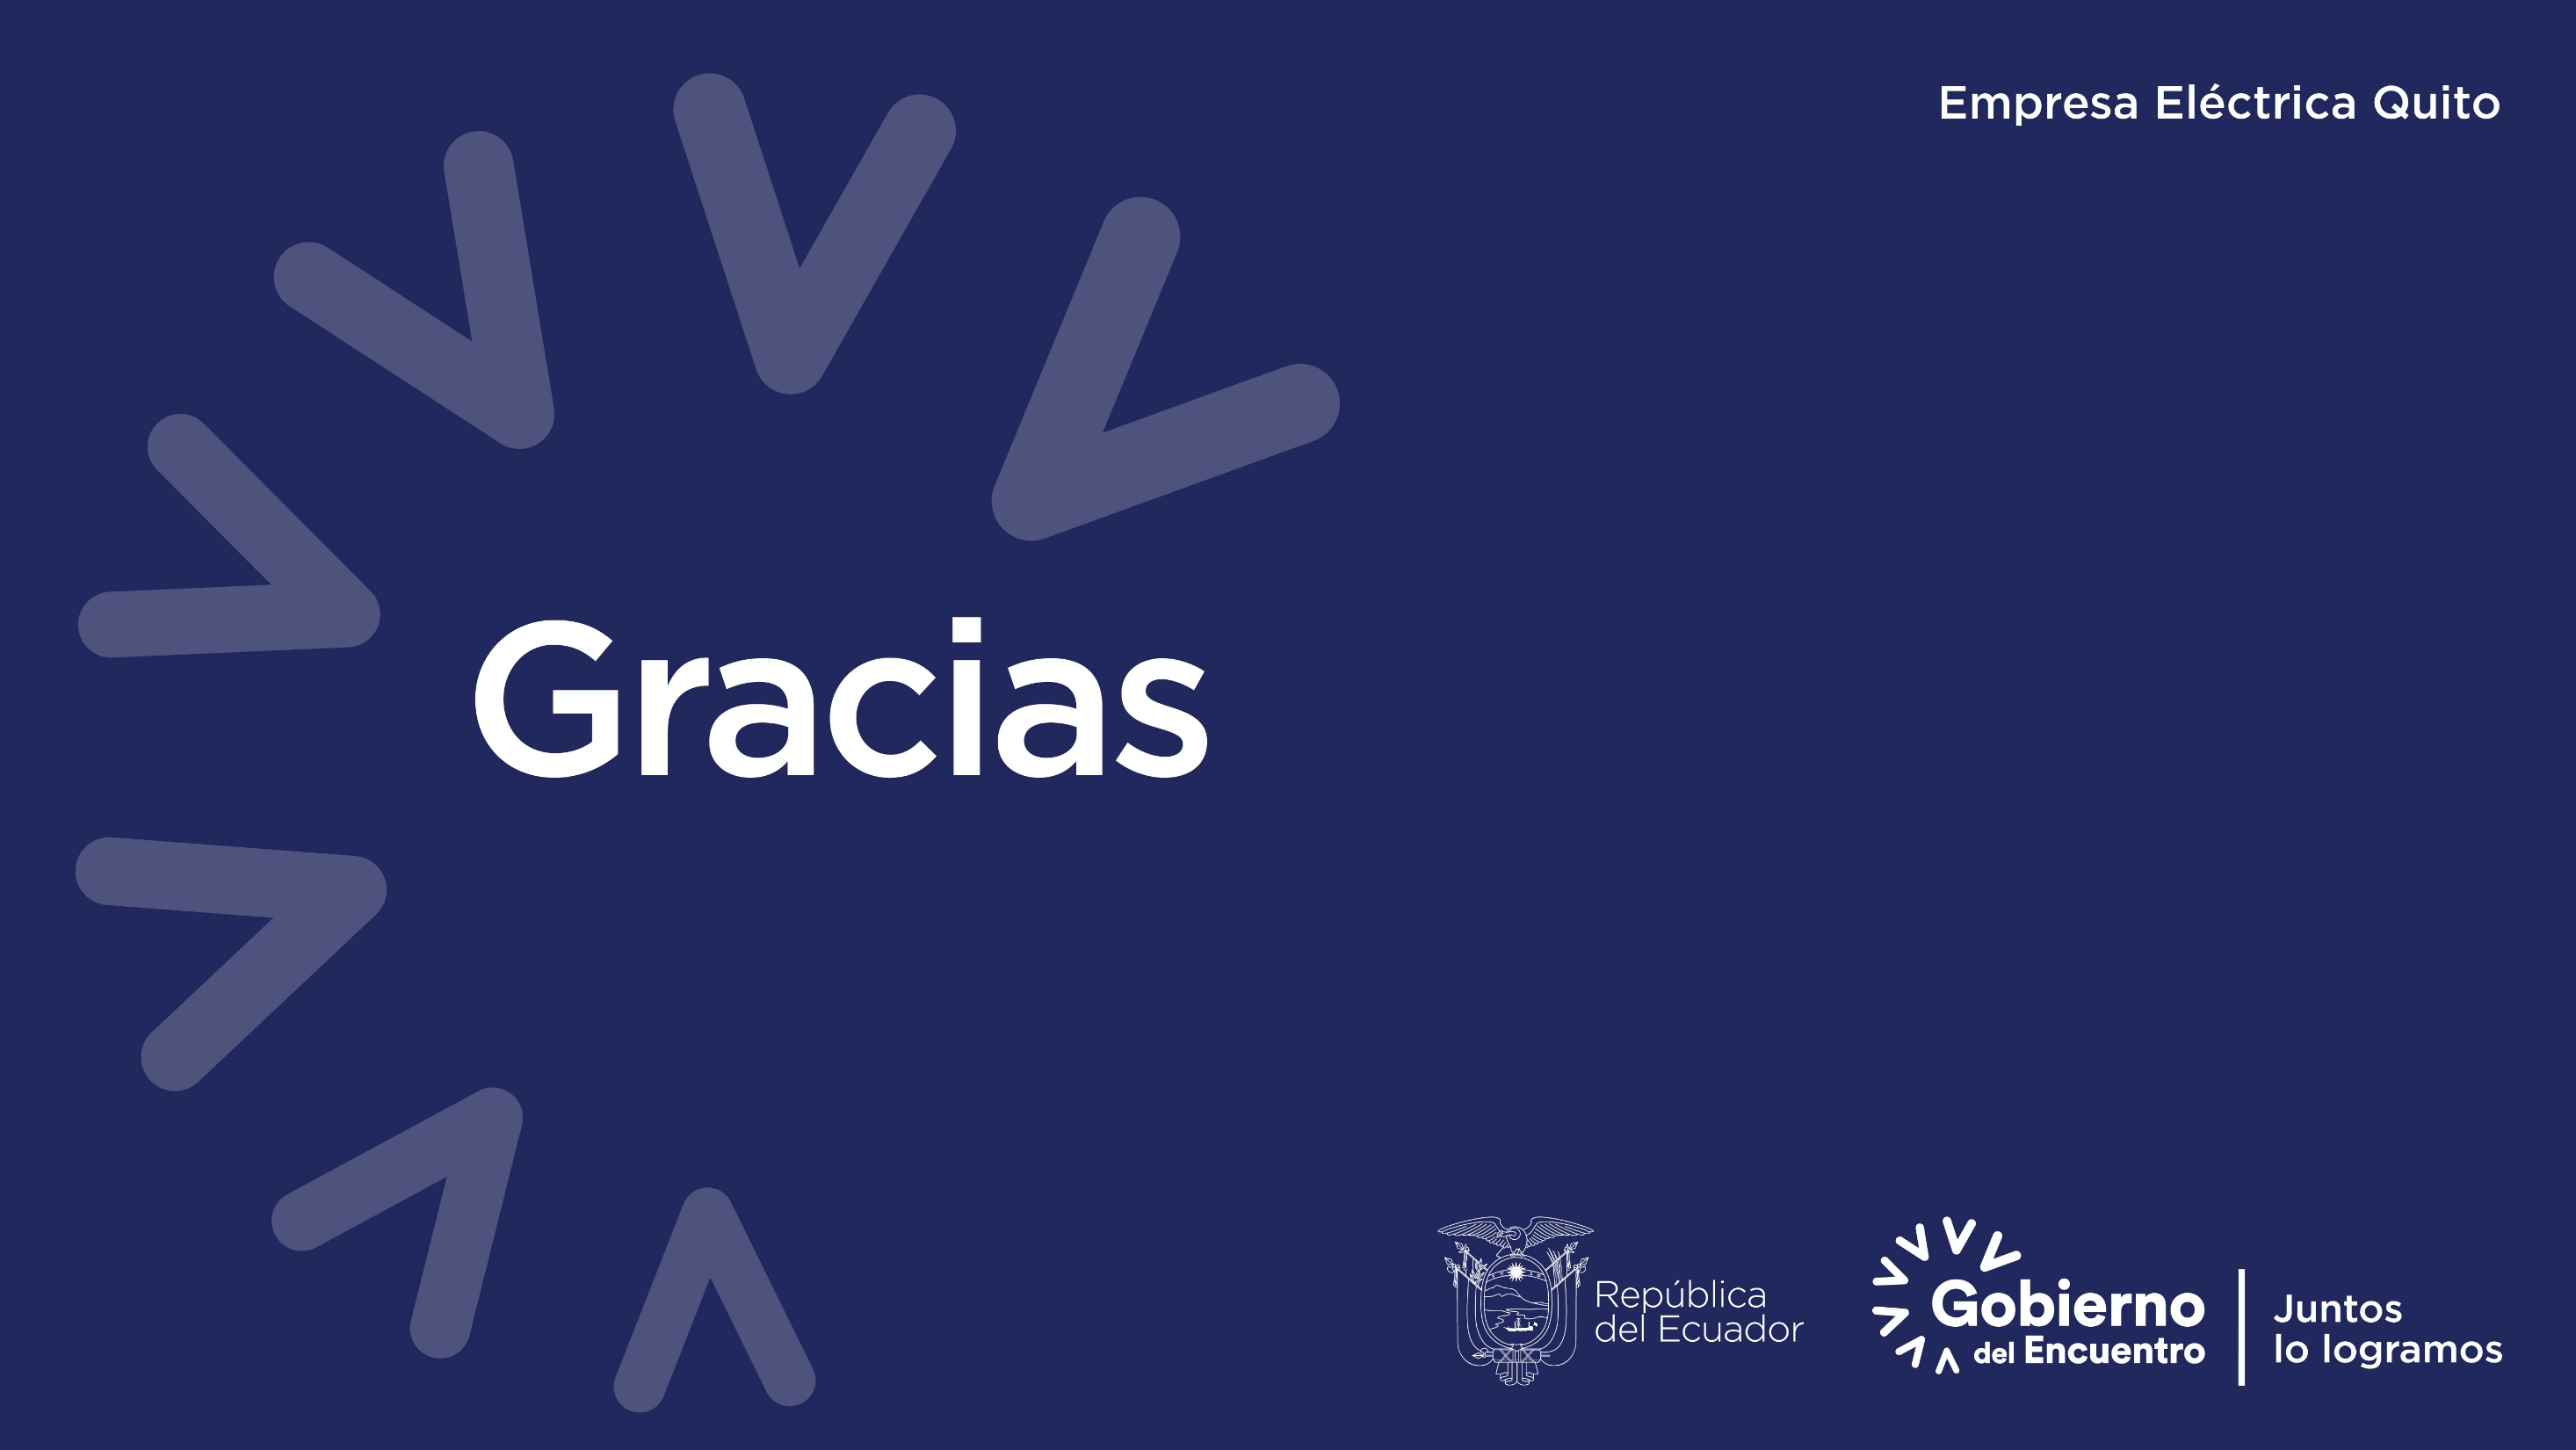 Empresa Eléctrica Quito
Gracias
República
del Ecuador
Gobierno
del Encuentro
Juntos
lo logramos